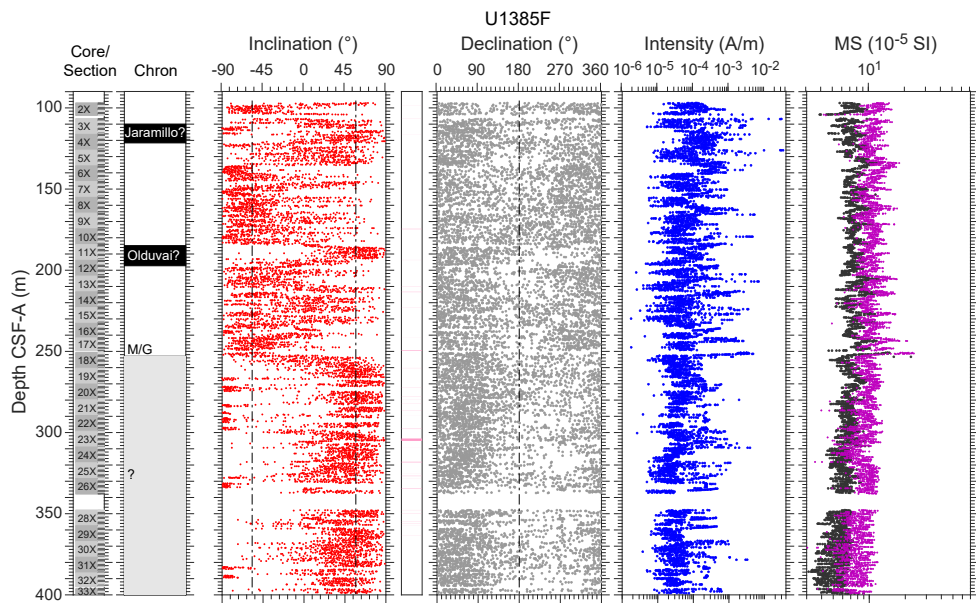 U1385F
Core/
Section
Chron
Inclination (°)
Declination (°)
Intensity (A/m)
MS (10-5 SI)
-90 -45 0 45 90
0 90 180 270 360
10-6 10-5 10-4 10-3 10-2
101
Depth CSF-A (m)
100
150
200
250
300
350
400
2X
3X
4X
5X
6X
7X
8X
9X
10X
11X
12X
13X
14X
15X
16X
17X
18X
19X
20X
21X
22X
23X
24X
25X
26X
28X
29X
30X
31X
32X
33X
Jaramillo?
Olduvai?
M/G
?